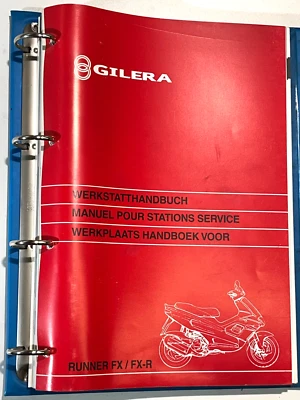 GILERA
WERKSTATTHANDBUCH
MANUEL POUR STATIONS SERVICE
WERKPLAATS HANDBOEK VOOR
RUNNER FX / FX-R